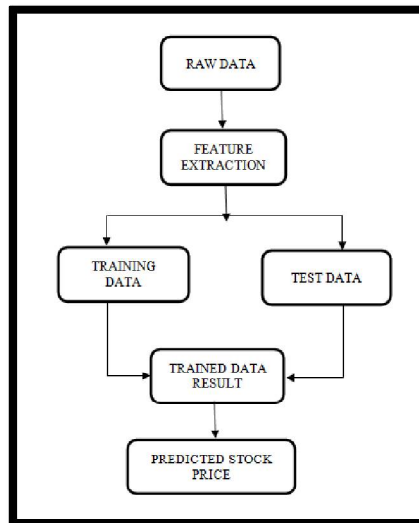 RAW DATA
FEATURE
EXTRACTION
TRAINING
DATA
TEST DATA
TRAINED DATA
RESULT
PREDICTED STOCK
PRICE